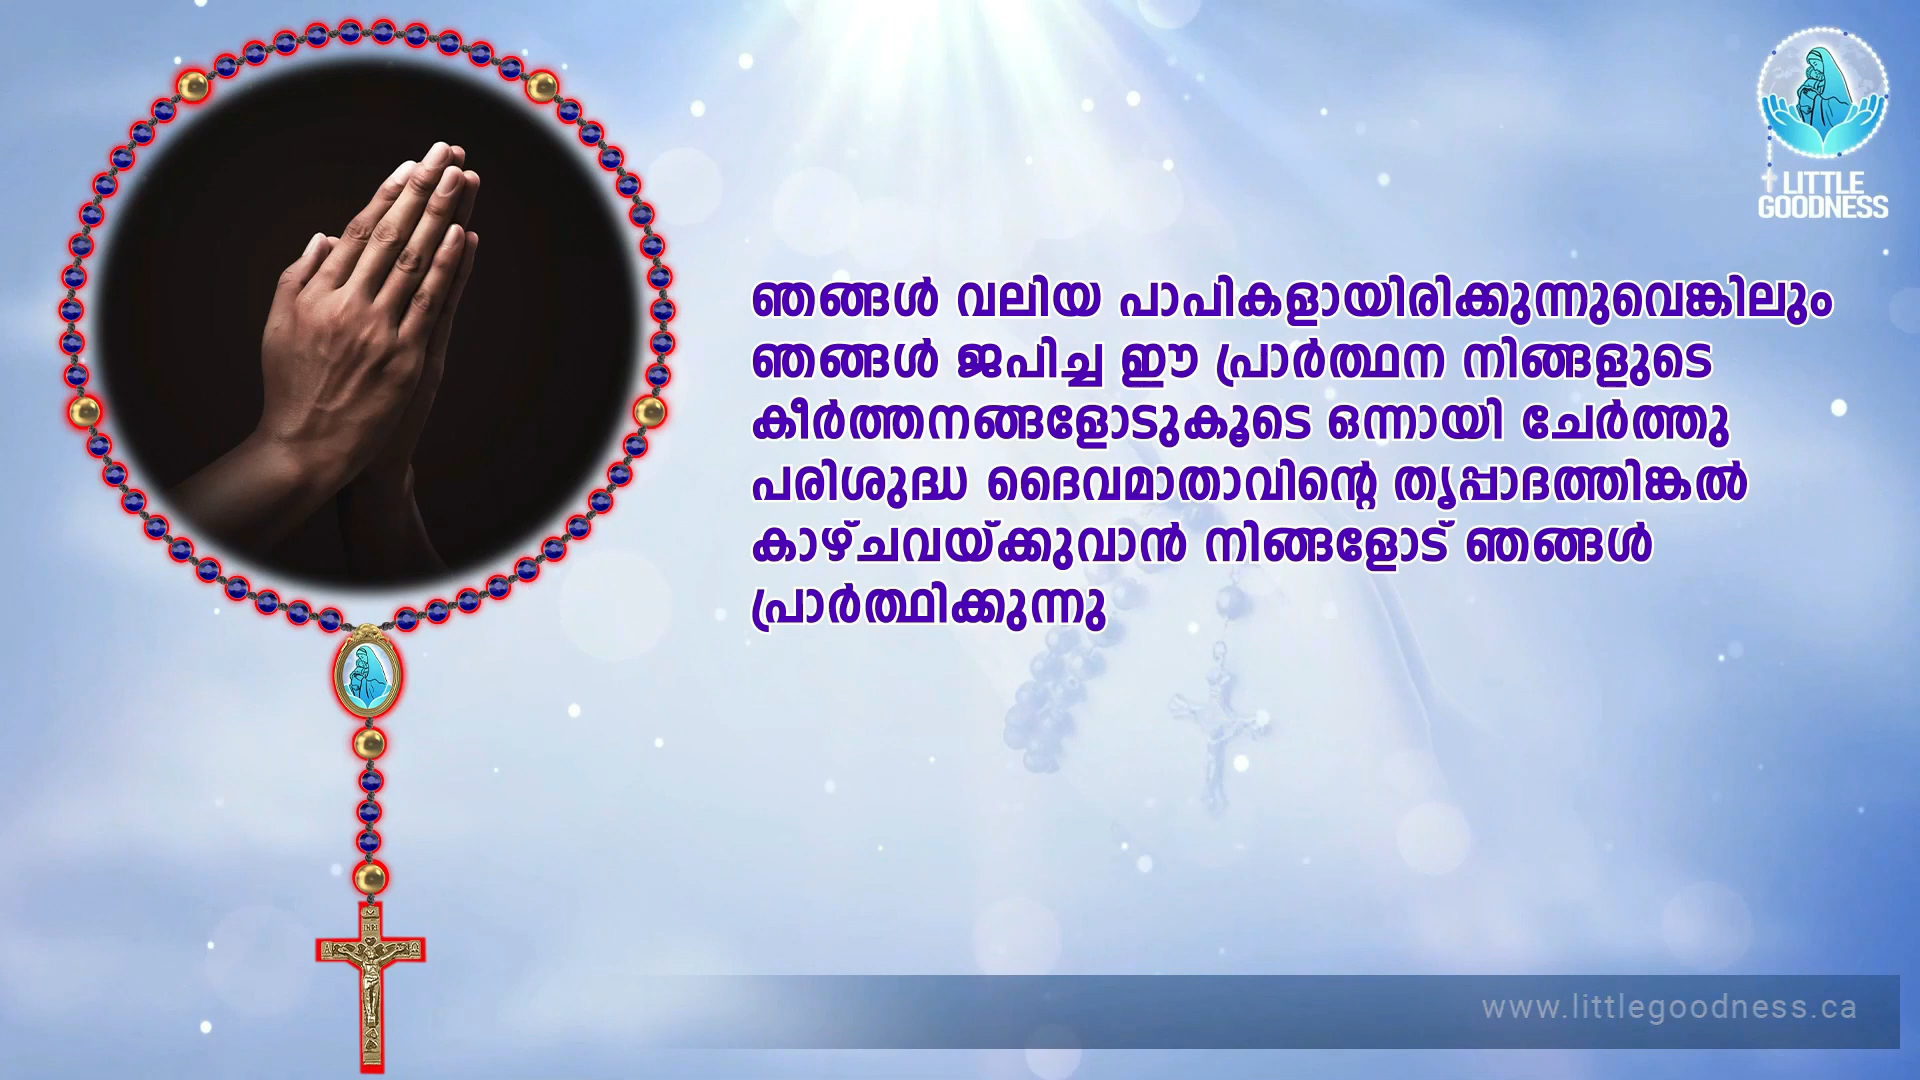 LITTLE
GOODNESS
ഞങ്ങൾ വലിയ പാപികളായിരിക്കുന്നുവെങ്കിലും
ഞങ്ങൾ ജപിച്ച ഈ പ്രാർത്ഥന നിങ്ങളുടെ
കീർത്തനങ്ങളോടുകൂടെ ഒന്നായി ചേർത്തു
പരിശുദ്ധ ദൈവമാതാവിന്റെ തൃപ്പാദത്തിങ്കൽ
കാഴ്ചവയ്ക്കുവാൻ നിങ്ങളോട് ഞങ്ങൾ
പ്രാർത്ഥിക്കുന്നു
INRI
www.littlegoodness.ca